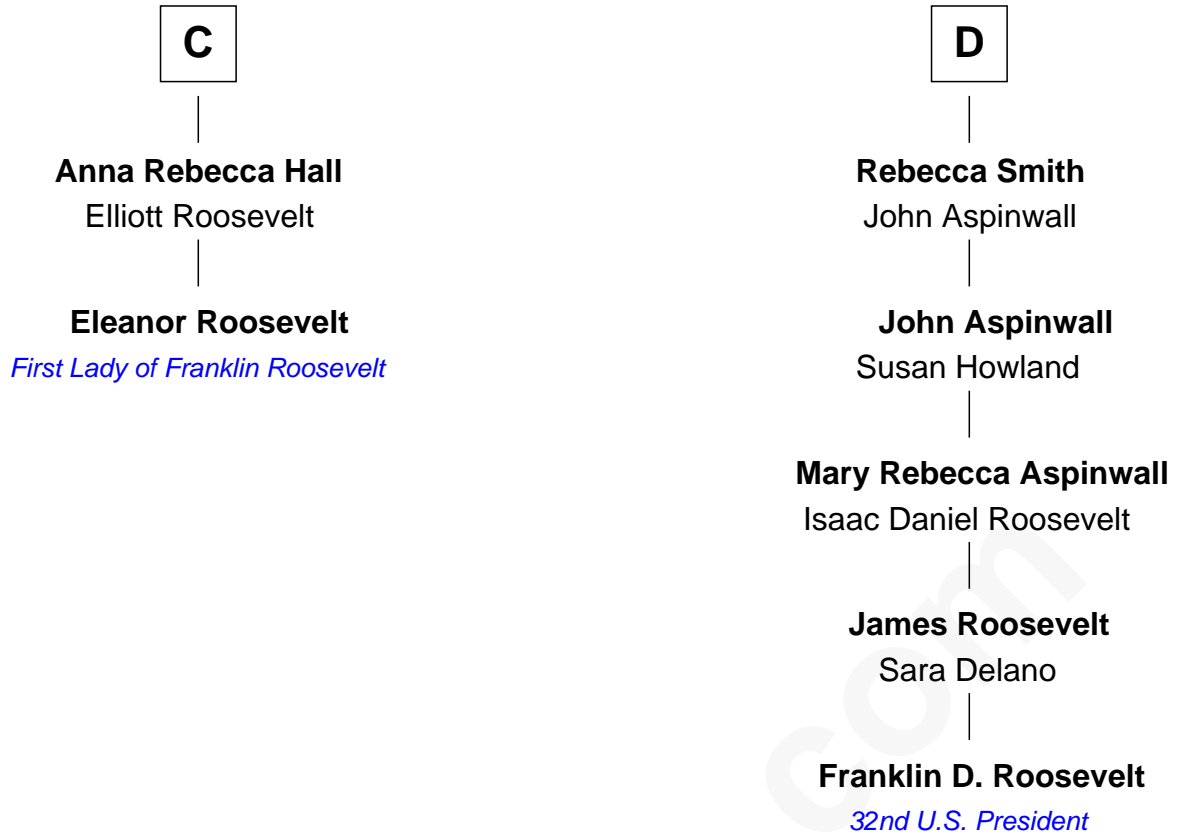 C
Anna Rebecca Hall
Elliott Roosevelt
Eleanor Roosevelt
First Lady of Franklin Roosevelt
D
Rebecca Smith
John Aspinwall
John Aspinwall
Susan Howland
Mary Rebecca Aspinwall
Isaac Daniel Roosevelt
James Roosevelt
Sara Delano
Franklin D. Roosevelt
32nd U.S. President
com